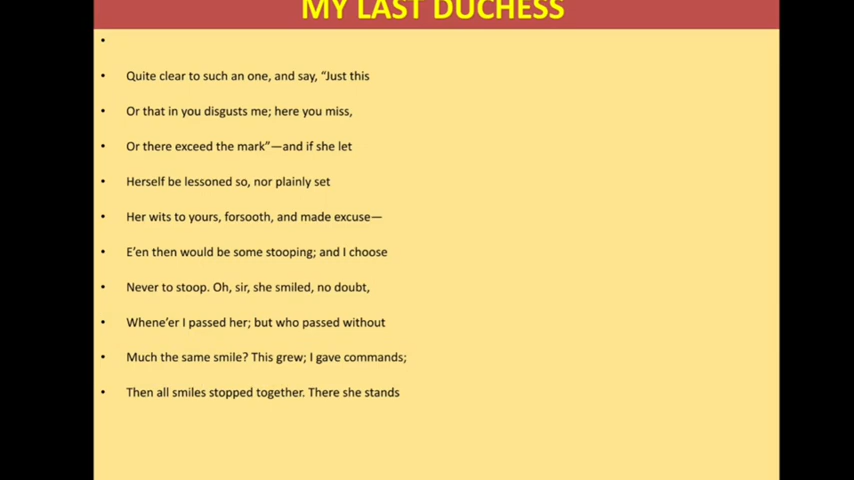 MY LAST DUCHESS
Quite clear to such an one, and say, “Just this
Or that in you disgusts me; here you miss,
Or there exceed the mark”—and if she let
Herself be lessoned so, nor plainly set
Her wits to yours, forsooth, and made excuse—
E’en then would be some stooping; and I choose
Never to stoop. Oh, sir, she smiled, no doubt,
Whene’er I passed her; but who passed without
Much the same smile? This grew; I gave commands;
Then all smiles stopped together. There she stands